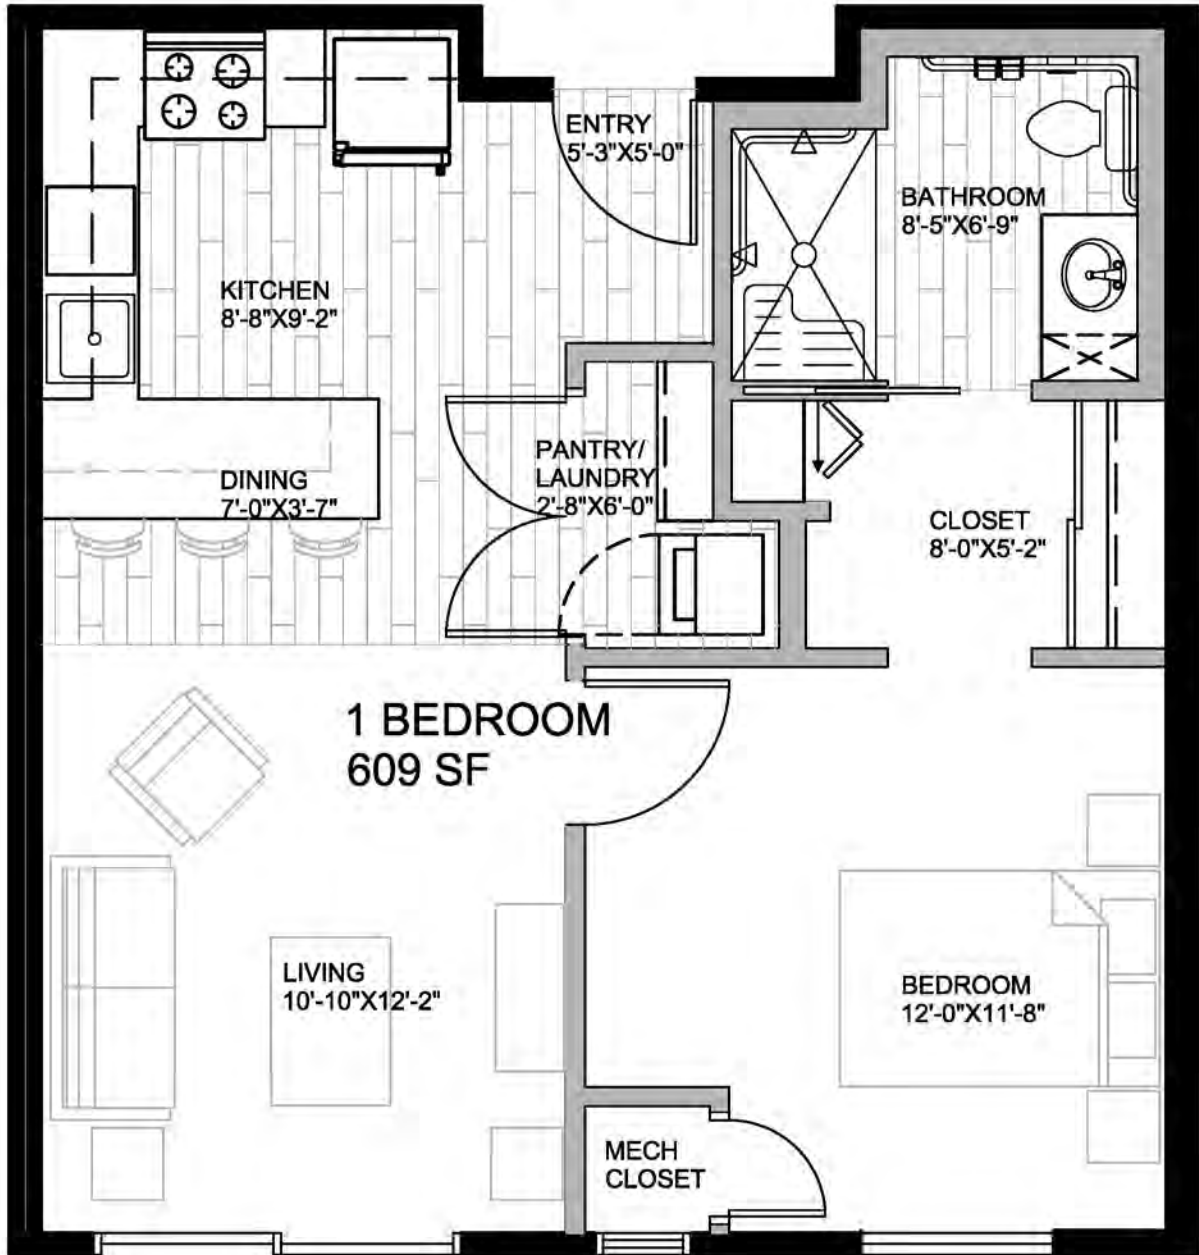 ENTRY
5'-3"X5'-0"
BATHROOM
8'-5"X6'-9"
KITCHEN
8'-8"X9'-2"
PANTRY/
LAUNDRY
2'-8"X6'-0"
DINING
7'-0"X3'-7"
CLOSET
8'-0"X5'-2"
1 BEDROOM
609 SF
LIVING
10'-10"X12'-2"
BEDROOM
12'-0"X11'-8"
MECH
CLOSET